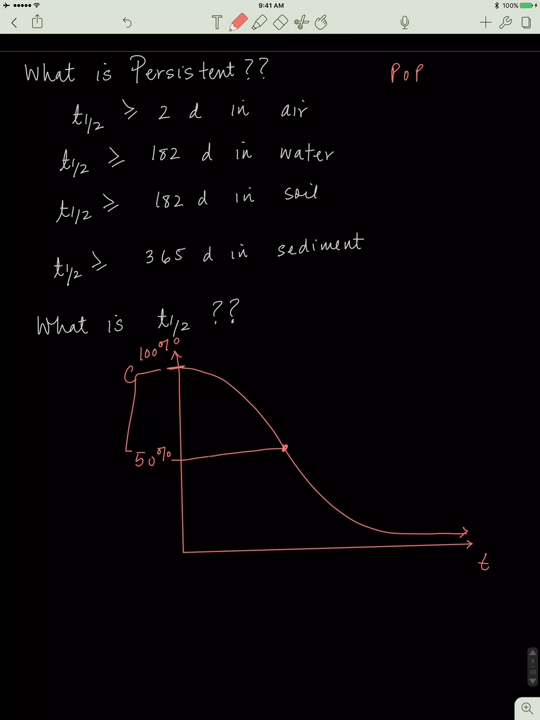 9:41 AM
100%
What is Persistent?? POP
t1/2 ⩾ 2 d in air
t1/2 ⩾ 182 d in water
t1/2 ⩾ 182 d in soil
t1/2 ⩾ 365 d in sediment
What is t1/2 ??
100%
C
50%
t